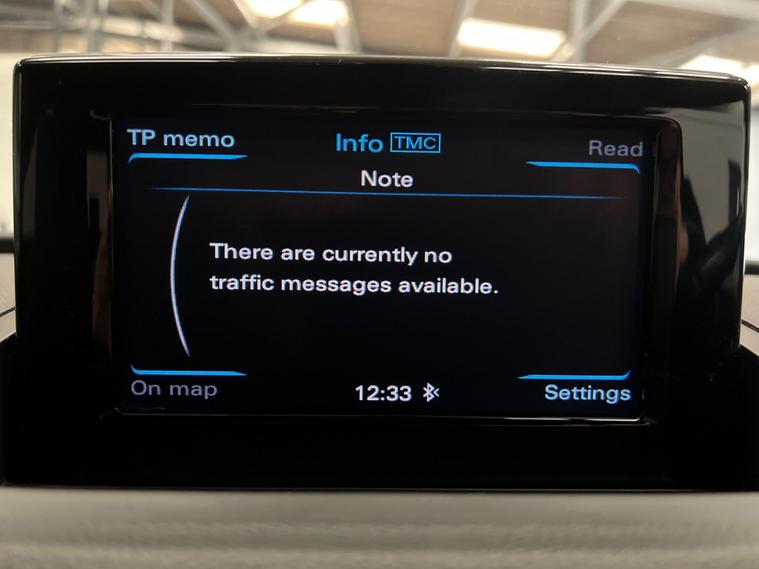 TP memo
Info TMC
Read
Note
There are currently no
traffic messages available.
On map
12:33
Settings